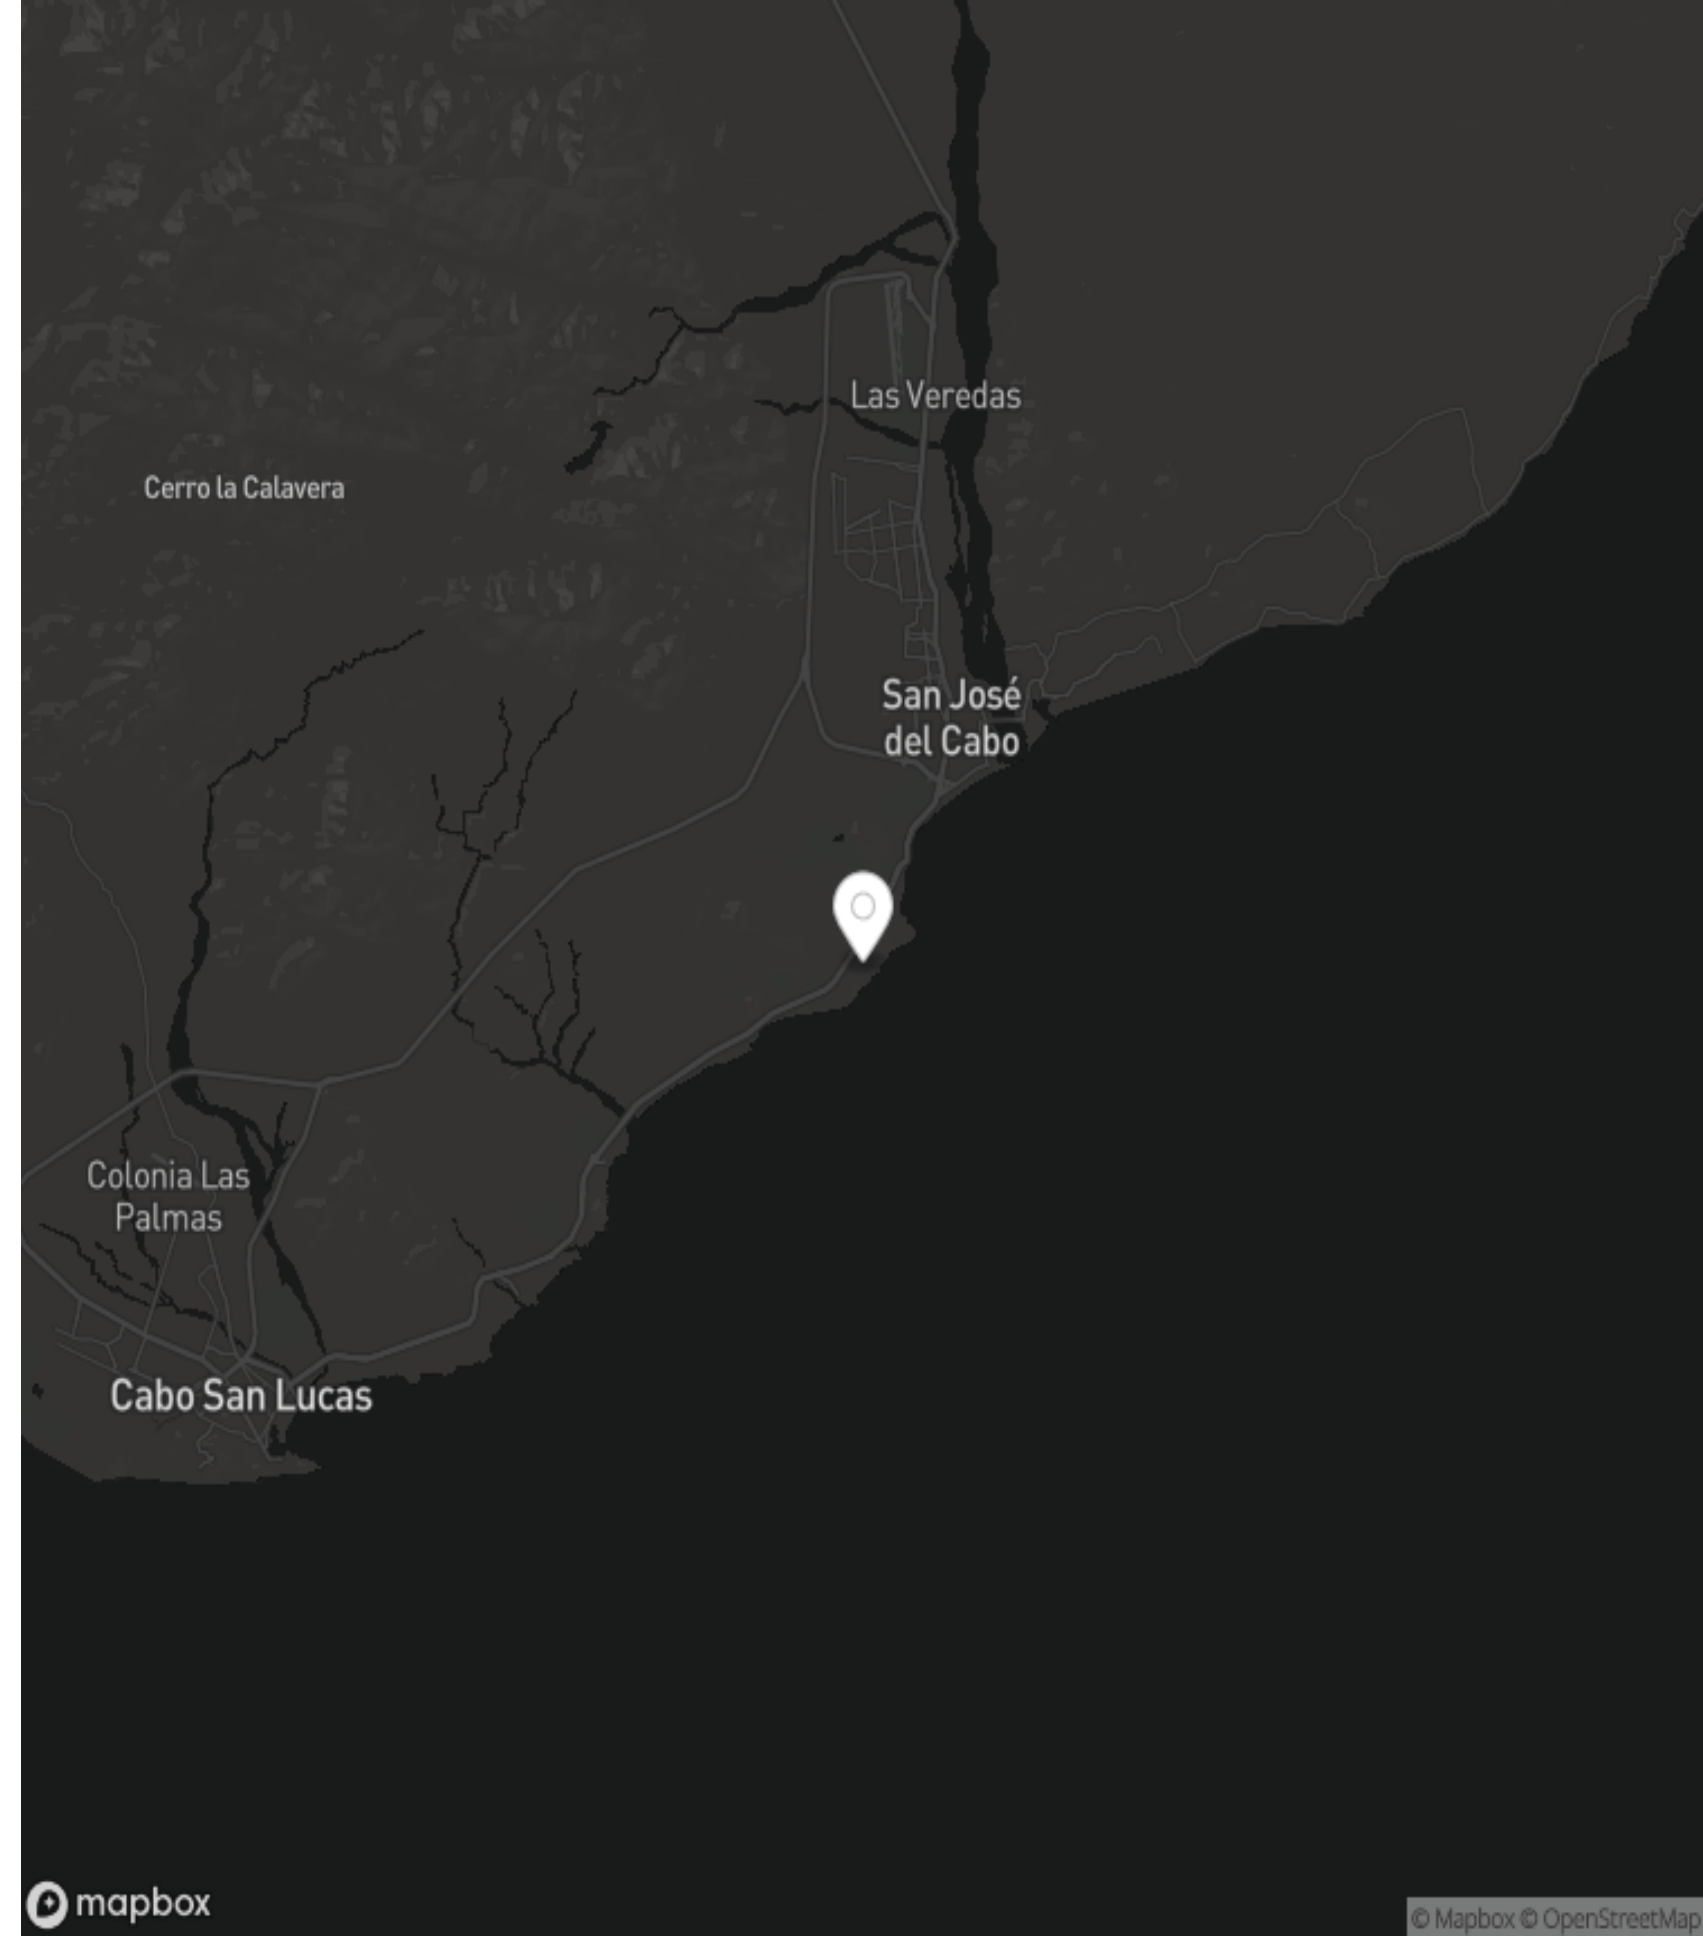 Las Veredas
Cerro la Calavera
San José
del Cabo
Colonia Las
Palmas
Cabo San Lucas
mapbox
© Mapbox © OpenStreetMap